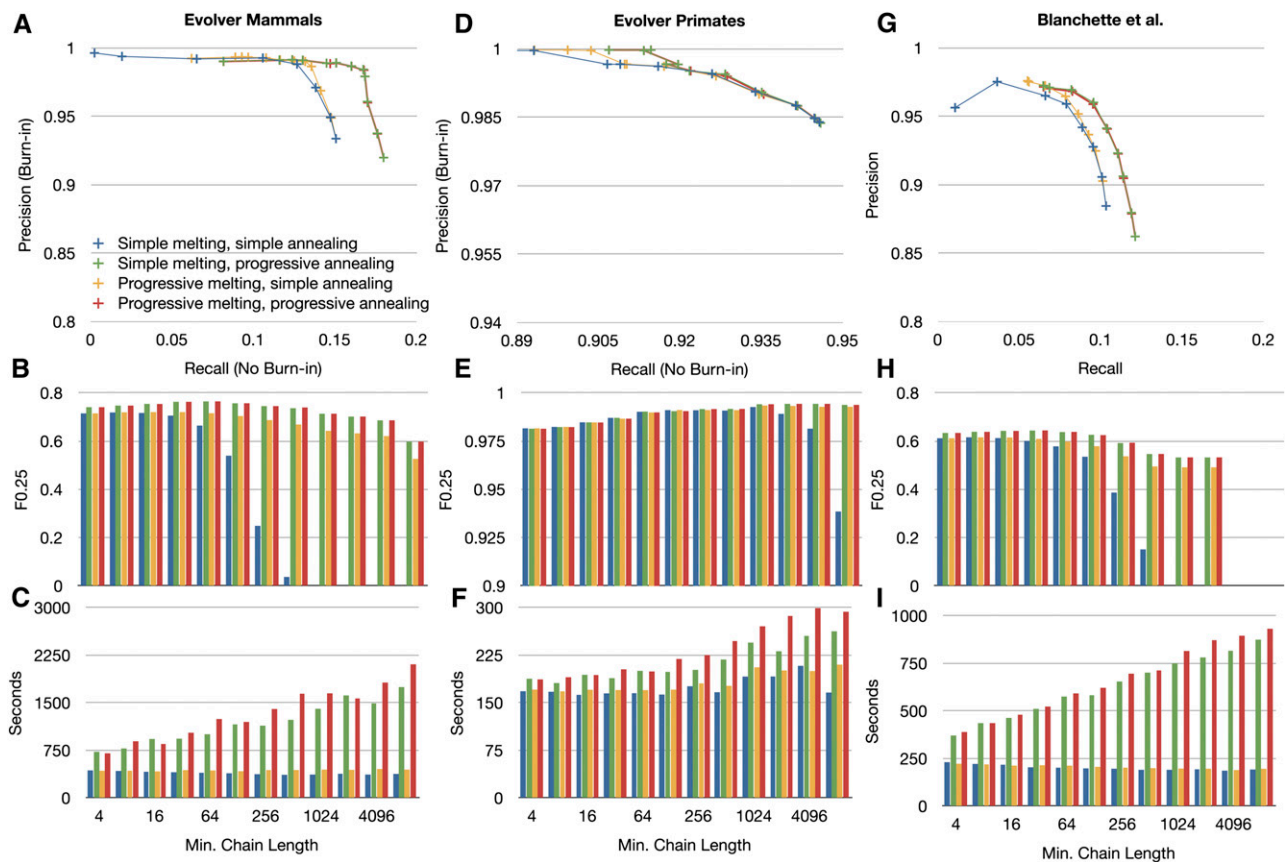 A
Evolver Mammals
1
0.95
0.9
0.85
0.8
Precision (Burn-in)
Simple melting, simple annealing
Simple melting, progressive annealing
Progressive melting, simple annealing
Progressive melting, progressive annealing
0 0.05 0.1 0.15 0.2
Recall (No Burn-in)
B
0.8
0.6
0.4
0.2
0
F0.25
C
3000
2250
1500
750
0
Seconds
4 16 64 256 1024 4096
Min. Chain Length
D
Evolver Primates
1
0.985
0.97
0.955
0.94
Precision (Burn-in)
0.89 0.905 0.92 0.935 0.95
Recall (No Burn-in)
E
1
0.975
0.95
0.925
0.9
F0.25
F
300
225
150
75
0
Seconds
4 16 64 256 1024 4096
Min. Chain Length
G
Blanchette et al.
1
0.95
0.9
0.85
0.8
Precision
0 0.05 0.1 0.15 0.2
Recall
H
0.8
0.6
0.4
0.2
0
F0.25
I
1000
750
500
250
0
Seconds
4 16 64 256 1024 4096
Min. Chain Length